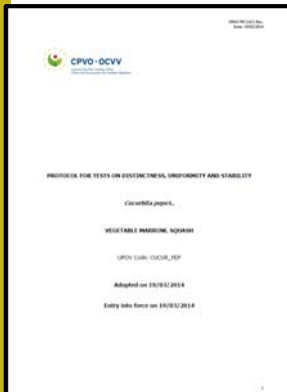 CPVO·OCVV
PROTOCOL FOR TESTS ON DISTINCTNESS, UNIFORMITY AND STABILITY
Cucurbita pepo L.
VEGETABLE MARROW, SQUASH
UPOV Code: CUCUR_PEP
Adopted on 19/03/2014
Entry into force on 19/03/2014